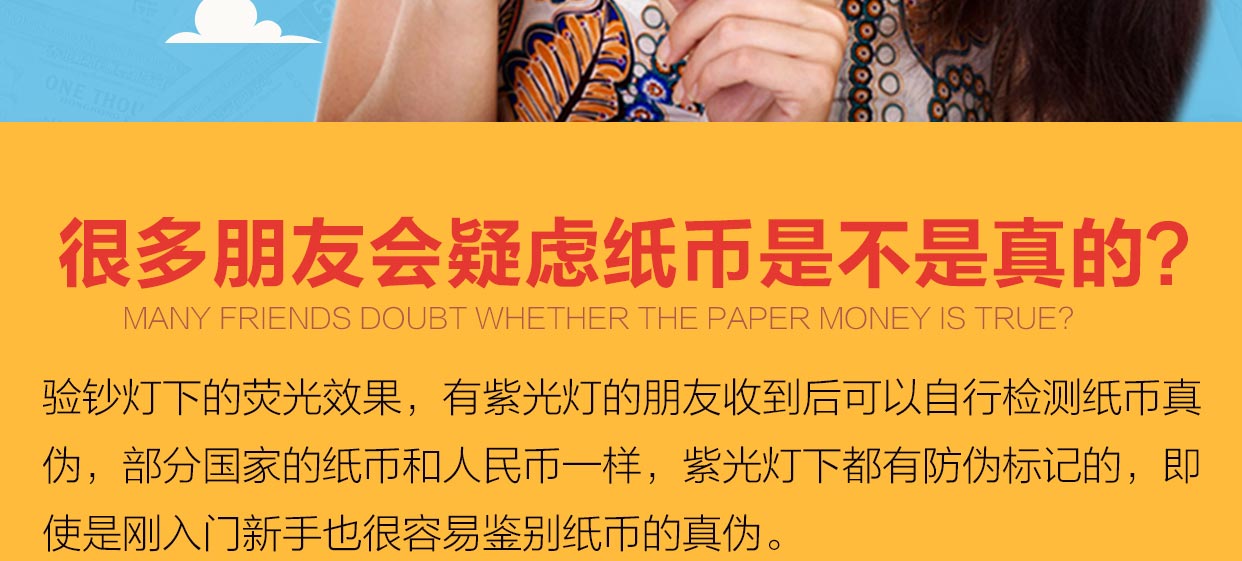 ONE THOU
很多朋友会疑虑纸币是不是真的?
MANY FRIENDS DOUBT WHETHER THE PAPER MONEY IS TRUE?
验钞灯下的荧光效果，有紫光灯的朋友收到后可以自行检测纸币真
伪，部分国家的纸币和人民币一样，紫光灯下都有防伪标记的，即
使是刚入门新手也很容易鉴别纸币的真伪。